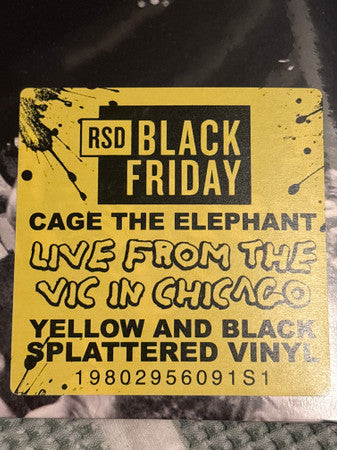 RSD BLACK
FRIDAY
CAGE THE ELEPHANT
LIVE FROM THE
VIC IN CHICAGO
YELLOW AND BLACK
SPLATTERED VINYL
19802956091S1